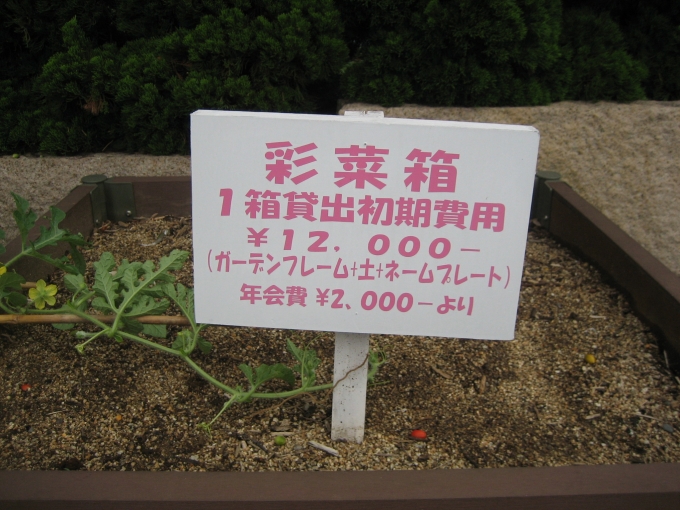 彩菜箱
1箱貸出初期費用
¥12．000−
(ガーデンフレーム+土+ネームプレート)
年会費 ¥2、000−より